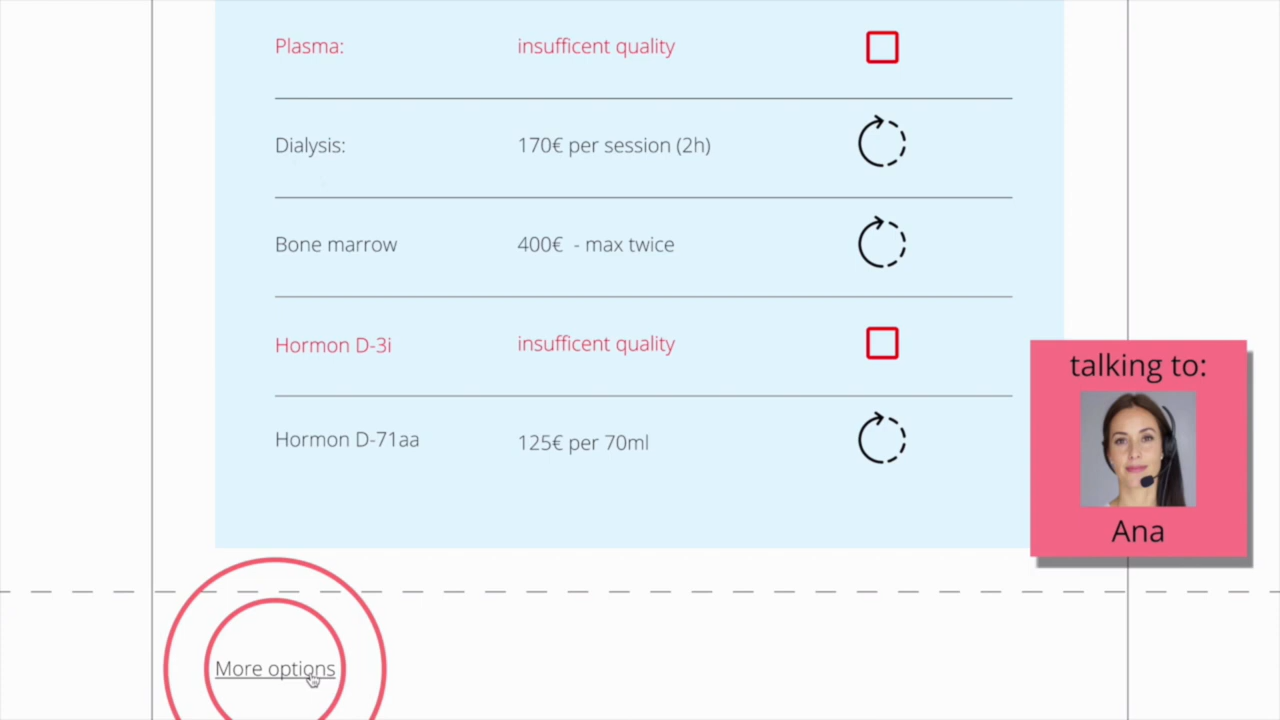 Plasma: insufficent quality
Dialysis: 170€ per session (2h)
Bone marrow 400€ - max twice
Hormon D-3i insufficent quality
talking to:
Hormon D-71aa 125€ per 70ml
Ana
More options